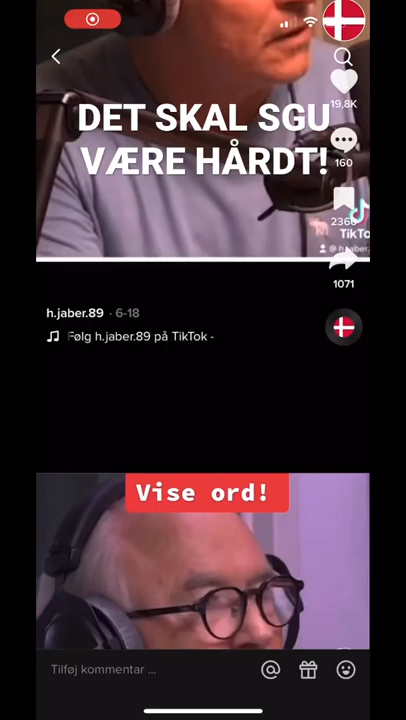 19,8K
DET SKAL SGU
VÆRE HÅRDT!
160
2366
TikTok
1071
h.jaber.89 · 6-18
Følg h.jaber.89 på TikTok -
Vise ord!
Tilføj kommentar ...